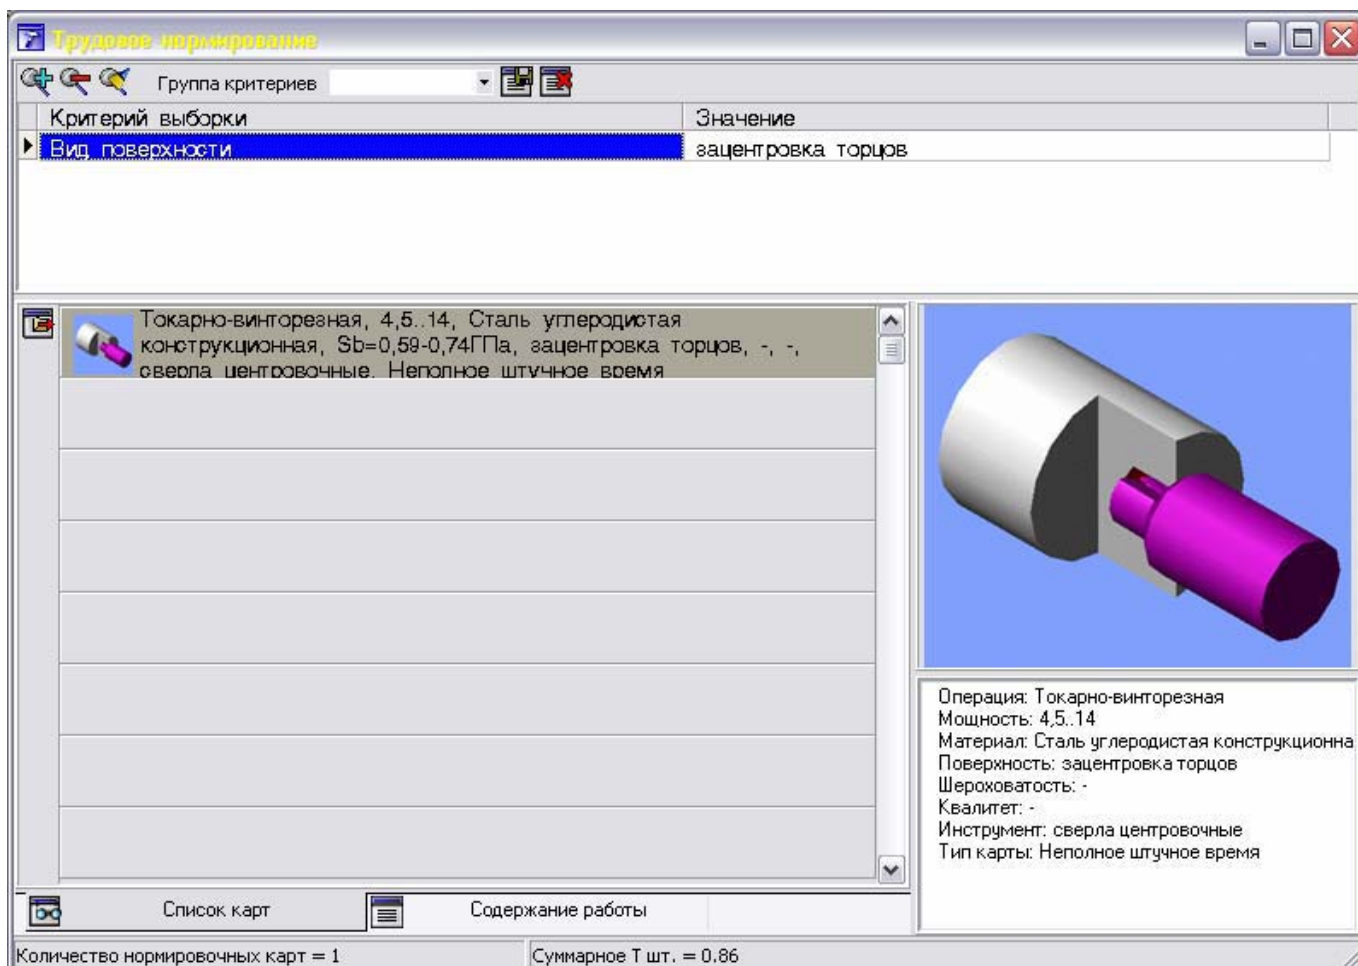 Трудовое нормирование
Группа критериев
Критерий выборки Значение
Вид поверхности зацентровка торцов
Токарно-винторезная, 4,5..14, Сталь углеродистая
конструкционная, Sb=0,59-0,74ГПа, зацентровка торцов, -, -,
сверла центровочные, Неполное штучное время
Операция: Токарно-винторезная
Мощность: 4,5..14
Материал: Сталь углеродистая конструкционна
Поверхность: зацентровка торцов
Шероховатость: -
Квалитет: -
Инструмент: сверла центровочные
Тип карты: Неполное штучное время
Список карт Содержание работы
Количество нормировочных карт = 1 Суммарное Т шт. = 0,86